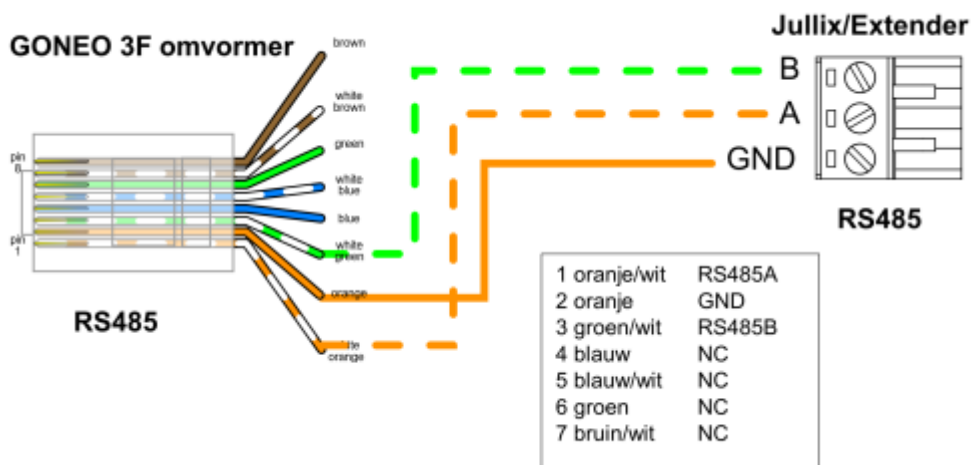 GONEO 3F omvormer
Jullix/Extender
brown
white
brown
green
white
blue
blue
white
green
orange
white
orange
pin
8
pin
1
RS485
B
A
GND
RS485
1 oranje/wit RS485A
2 oranje GND
3 groen/wit RS485B
4 blauw NC
5 blauw/wit NC
6 groen NC
7 bruin/wit NC